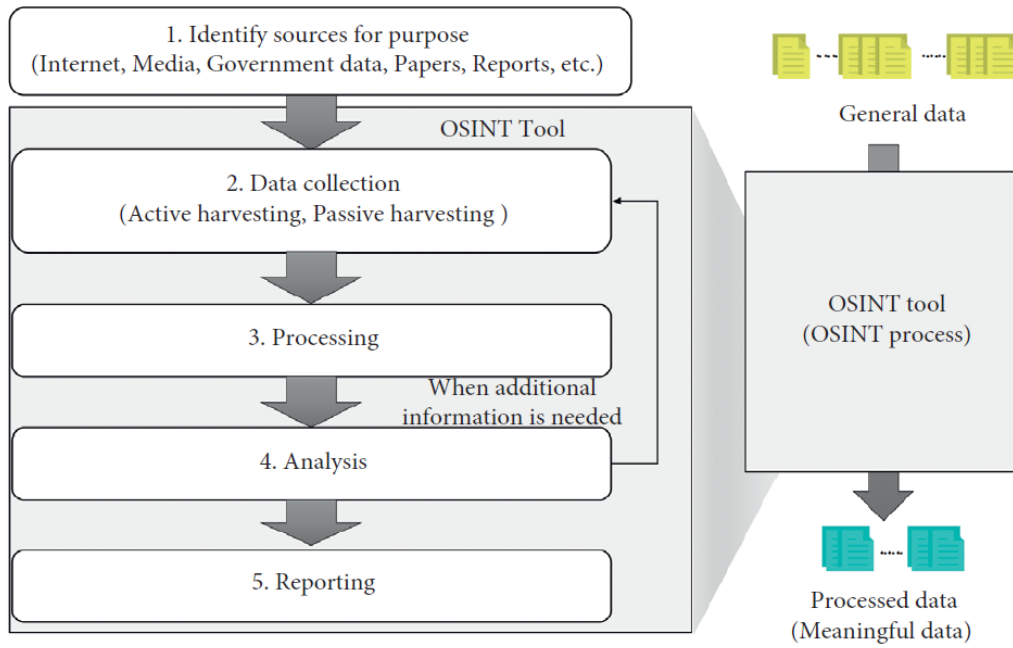 1. Identify sources for purpose
(Internet, Media, Government data, Papers, Reports, etc.)
OSINT Tool
2. Data collection
(Active harvesting, Passive harvesting )
3. Processing
When additional
information is needed
4. Analysis
5. Reporting
General data
OSINT tool
(OSINT process)
Processed data
(Meaningful data)